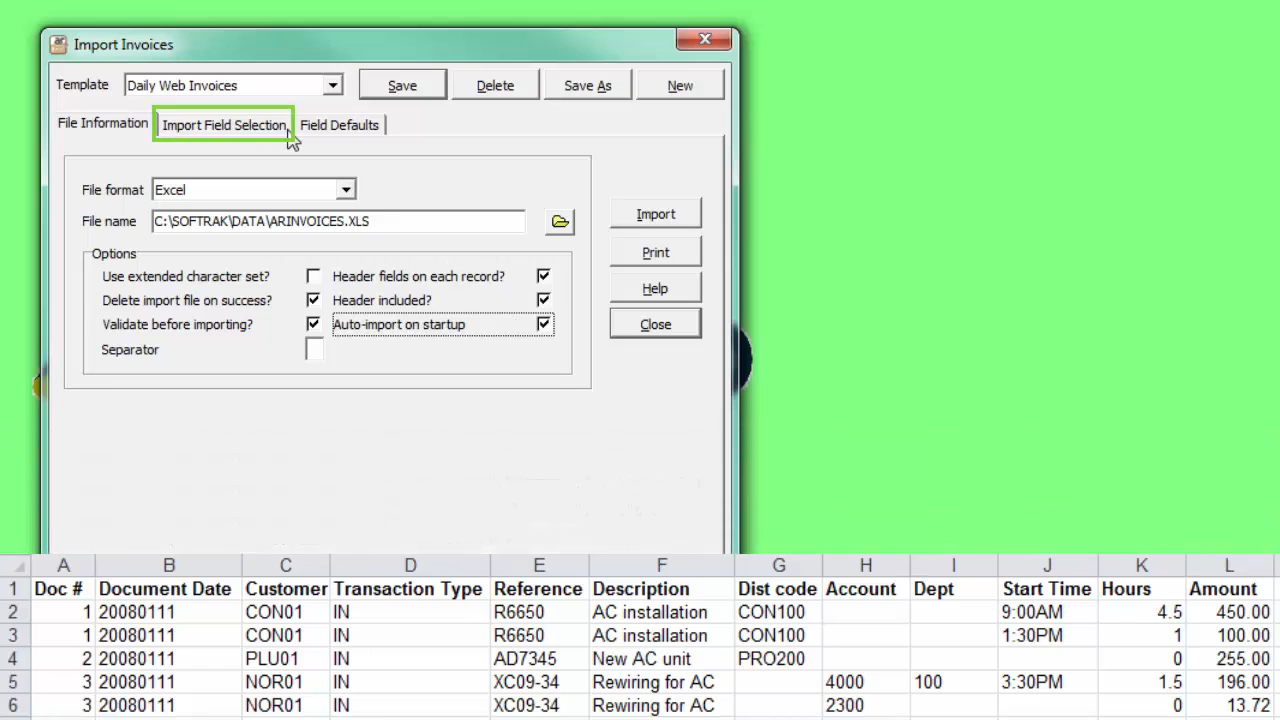 Import Invoices
Template Daily Web Invoices Save Delete Save As New
File Information Import Field Selection Field Defaults
File format Excel
File name C:\SOFTRAK\DATA\ARINVOICES.XLS Import
Options Print
Use extended character set? Header fields on each record?
Delete import file on success? Header included? Help
Validate before importing? Auto-import on startup Close
Separator
A B C D E F G H I J K L
1 Doc # Document Date Customer Transaction Type Reference Description Dist code Account Dept Start Time Hours Amount
2 1 20080111 CON01 IN R6650 AC installation CON100 9:00AM 4.5 450.00
3 1 20080111 CON01 IN R6650 AC installation CON100 1:30PM 1 100.00
4 2 20080111 PLU01 IN AD7345 New AC unit PRO200 0 255.00
5 3 20080111 NOR01 IN XC09-34 Rewiring for AC 4000 100 3:30PM 1.5 196.00
6 3 20080111 NOR01 IN XC09-34 Rewiring for AC 2300 0 13.72